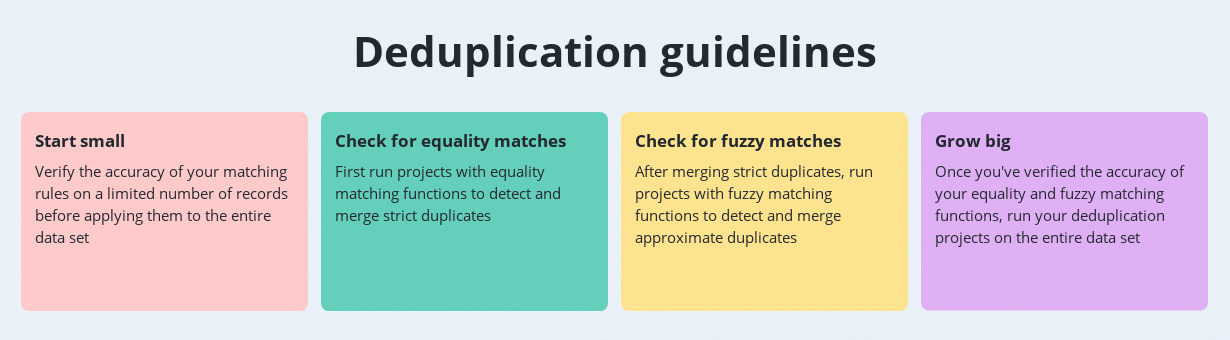 Deduplication guidelines
Start small
Verify the accuracy of your matching
rules on a limited number of records
before applying them to the entire
data set
Check for equality matches
First run projects with equality
matching functions to detect and
merge strict duplicates
Check for fuzzy matches
After merging strict duplicates, run
projects with fuzzy matching
functions to detect and merge
approximate duplicates
Grow big
Once you've verified the accuracy of
your equality and fuzzy matching
functions, run your deduplication
projects on the entire data set